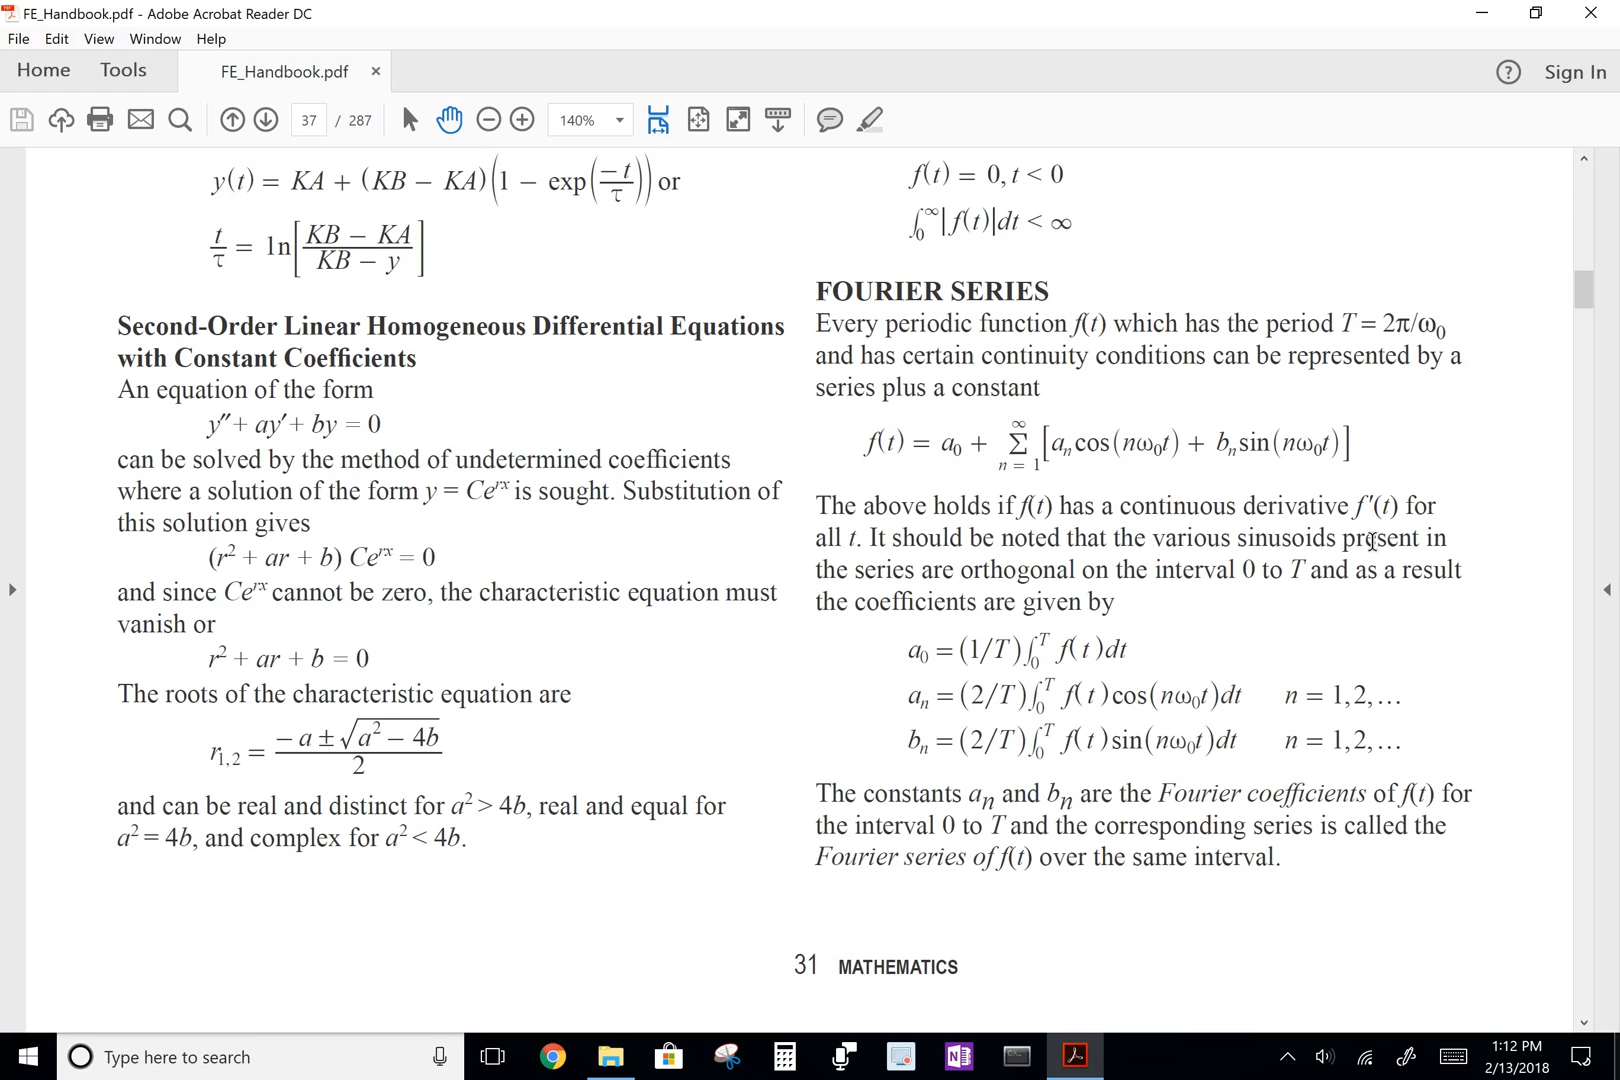 FE_Handbook.pdf - Adobe Acrobat Reader DC
File Edit View Window Help
Home Tools FE_Handbook.pdf × ? Sign In
37 / 287 140%
y(t) = KA + (KB − KA)(1 − exp(−t/τ)) or
t/τ = ln[(KB − KA)/(KB − y)]
Second-Order Linear Homogeneous Differential Equations
with Constant Coefficients
An equation of the form
y″ + ay′ + by = 0
can be solved by the method of undetermined coefficients
where a solution of the form y = Ceʳˣ is sought. Substitution of
this solution gives
(r² + ar + b) Ceʳˣ = 0
and since Ceʳˣ cannot be zero, the characteristic equation must
vanish or
r² + ar + b = 0
The roots of the characteristic equation are
r₁,₂ = (−a ± √(a² − 4b))/2
and can be real and distinct for a² > 4b, real and equal for
a² = 4b, and complex for a² < 4b.
f(t) = 0, t < 0
∫₀^∞ |f(t)|dt < ∞
FOURIER SERIES
Every periodic function f(t) which has the period T = 2π/ω₀
and has certain continuity conditions can be represented by a
series plus a constant
f(t) = a₀ + Σ_{n = 1}^∞ [aₙcos(nω₀t) + bₙsin(nω₀t)]
The above holds if f(t) has a continuous derivative f′(t) for
all t. It should be noted that the various sinusoids present in
the series are orthogonal on the interval 0 to T and as a result
the coefficients are given by
a₀ = (1/T)∫₀^T f(t)dt
aₙ = (2/T)∫₀^T f(t)cos(nω₀t)dt n = 1,2,…
bₙ = (2/T)∫₀^T f(t)sin(nω₀t)dt n = 1,2,…
The constants aₙ and bₙ are the Fourier coefficients of f(t) for
the interval 0 to T and the corresponding series is called the
Fourier series of f(t) over the same interval.
31 MATHEMATICS
Type here to search
1:12 PM
2/13/2018